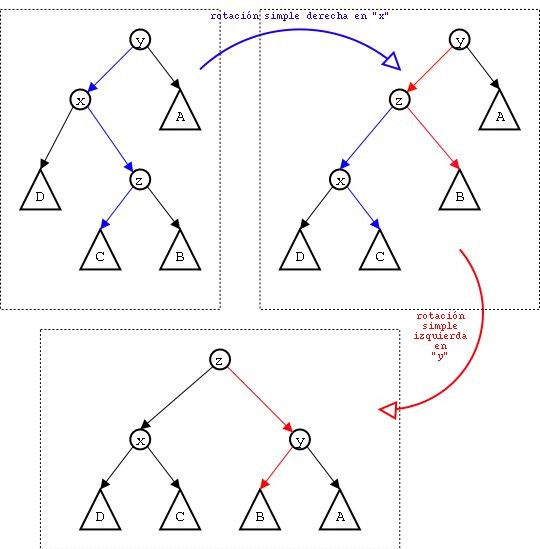 rotación simple derecha en "x"
y
x
A
D
z
C
B
y
z
A
x
B
D
C
rotación
simple
izquierda
en
"y"
z
x
y
D
C
B
A